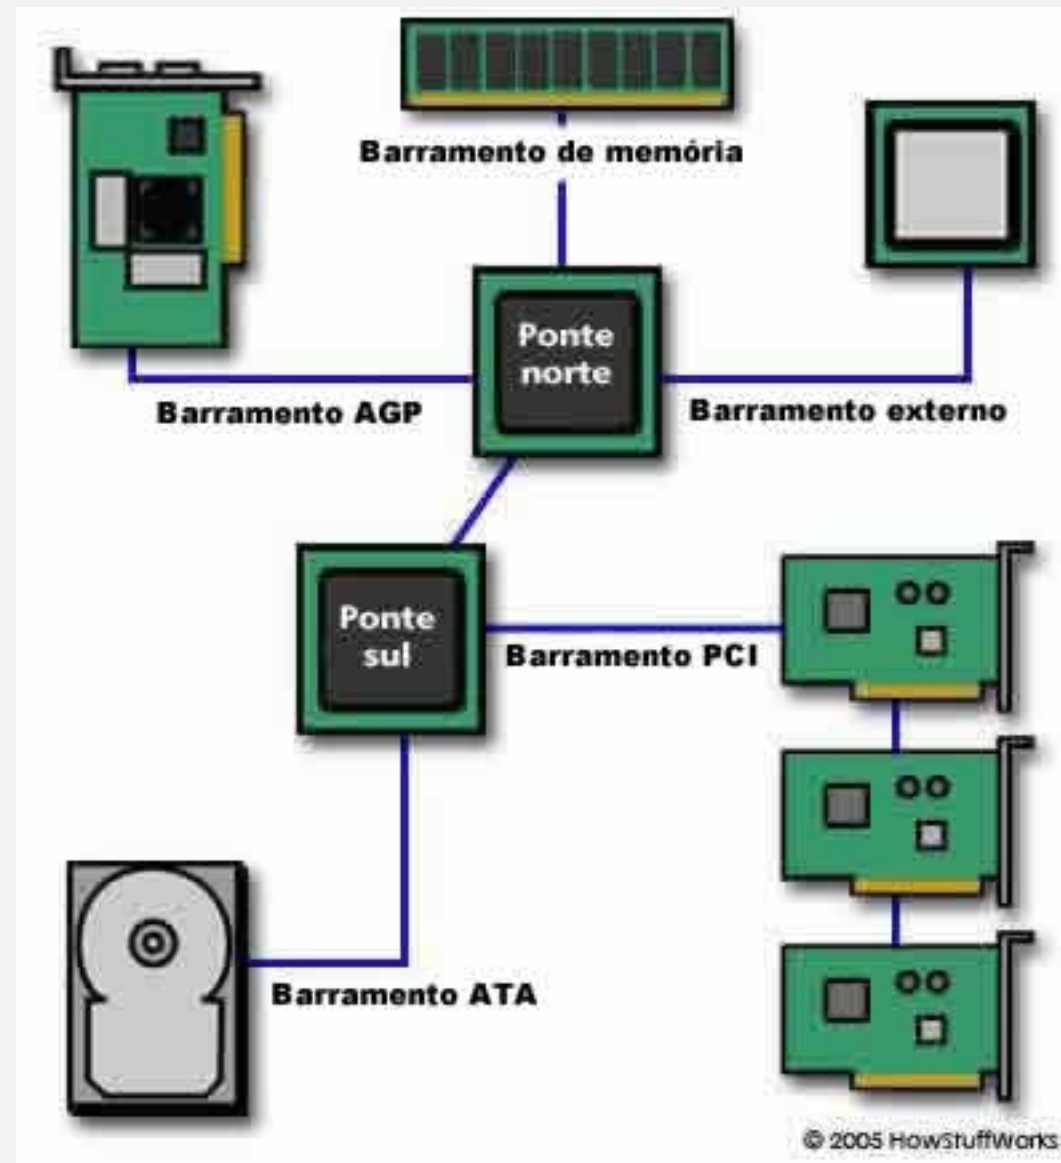 Barramento de memória
Ponte
norte
Barramento AGP
Barramento externo
Ponte
sul
Barramento PCI
Barramento ATA
© 2005 HowStuffWorks